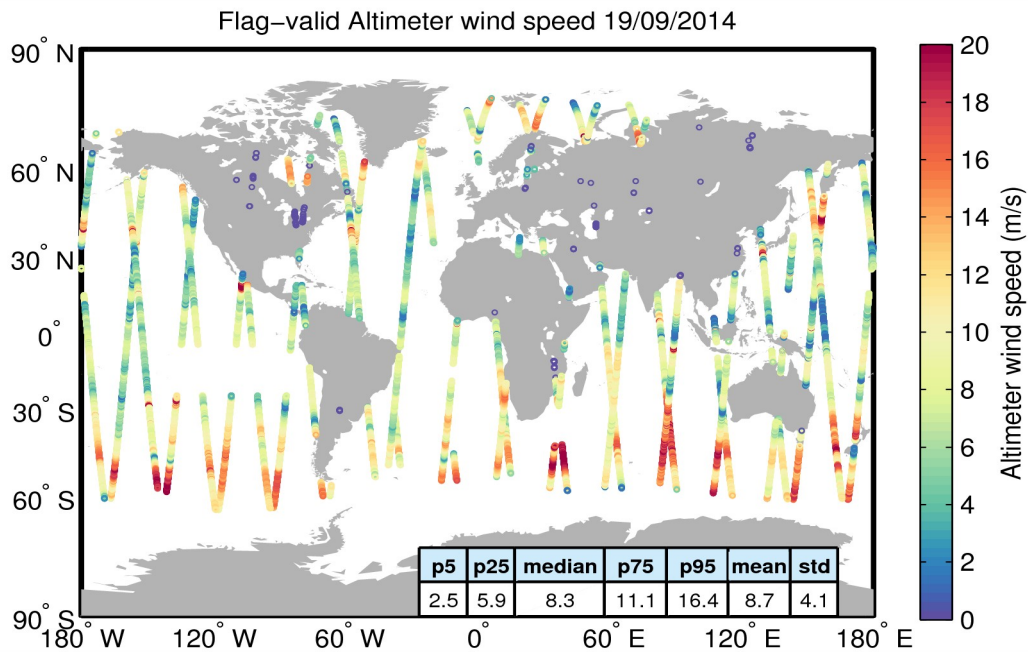 Flag−valid Altimeter wind speed 19/09/2014
90° N
60° N
30° N
0°
30° S
60° S
90° S
180° W
120° W
60° W
0°
60° E
120° E
180° E
p5 p25 median p75 p95 mean std
2.5 5.9 8.3 11.1 16.4 8.7 4.1
20
18
16
14
12
10
8
6
4
2
0
Altimeter wind speed (m/s)